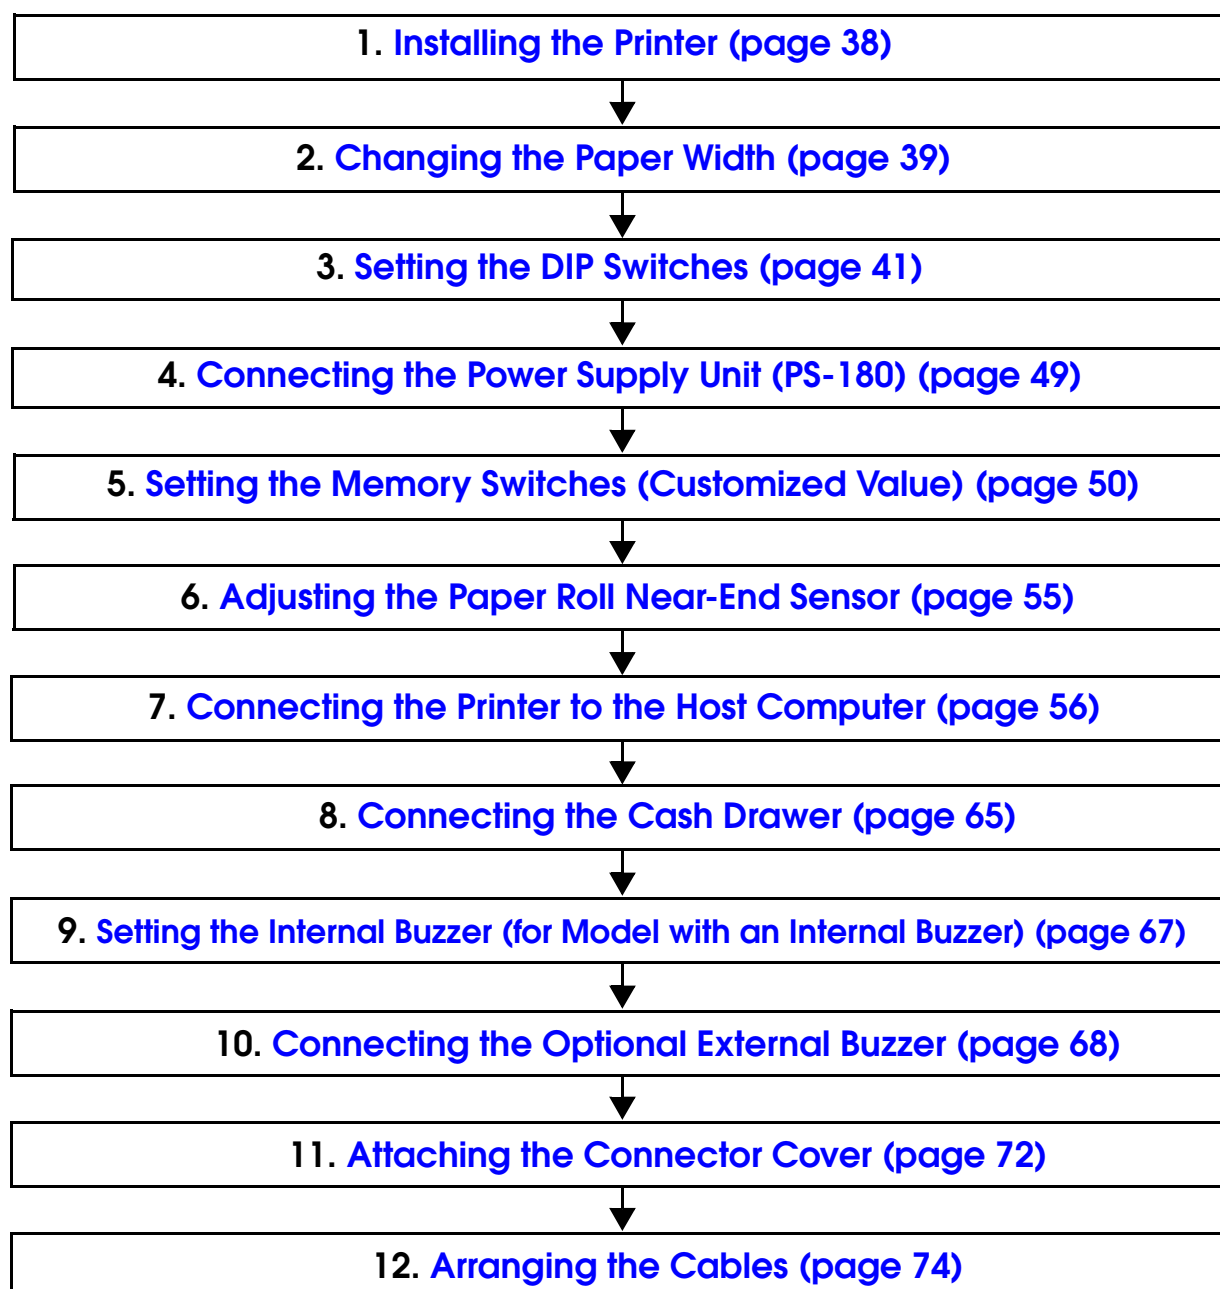 1. Installing the Printer (page 38)
2. Changing the Paper Width (page 39)
3. Setting the DIP Switches (page 41)
4. Connecting the Power Supply Unit (PS-180) (page 49)
5. Setting the Memory Switches (Customized Value) (page 50)
6. Adjusting the Paper Roll Near-End Sensor (page 55)
7. Connecting the Printer to the Host Computer (page 56)
8. Connecting the Cash Drawer (page 65)
9. Setting the Internal Buzzer (for Model with an Internal Buzzer) (page 67)
10. Connecting the Optional External Buzzer (page 68)
11. Attaching the Connector Cover (page 72)
12. Arranging the Cables (page 74)